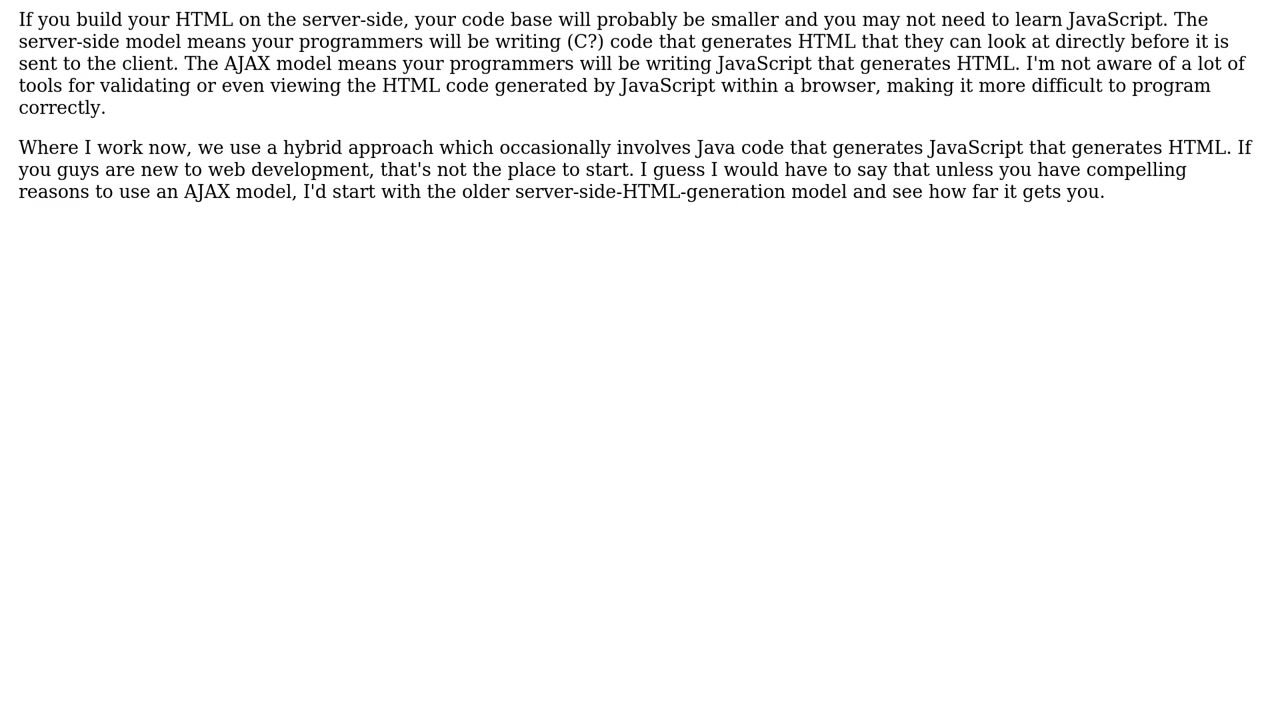 If you build your HTML on the server-side, your code base will probably be smaller and you may not need to learn JavaScript. The
server-side model means your programmers will be writing (C?) code that generates HTML that they can look at directly before it is
sent to the client. The AJAX model means your programmers will be writing JavaScript that generates HTML. I'm not aware of a lot of
tools for validating or even viewing the HTML code generated by JavaScript within a browser, making it more difficult to program
correctly.
Where I work now, we use a hybrid approach which occasionally involves Java code that generates JavaScript that generates HTML. If
you guys are new to web development, that's not the place to start. I guess I would have to say that unless you have compelling
reasons to use an AJAX model, I'd start with the older server-side-HTML-generation model and see how far it gets you.